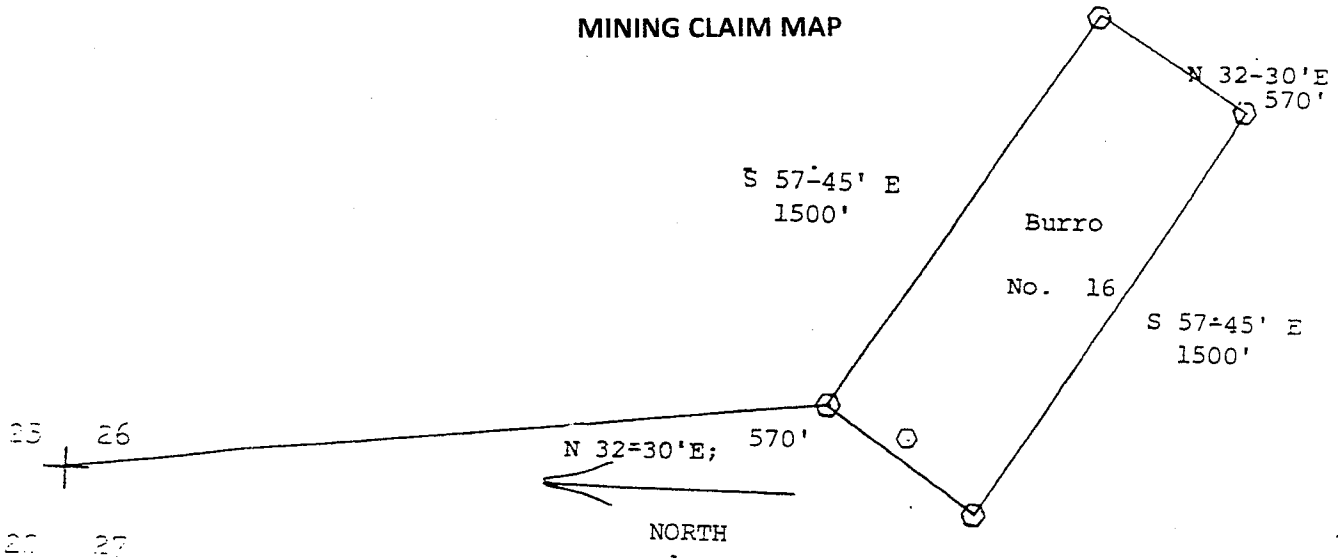 MINING CLAIM MAP
N 32-30'E
570'
S 57-45' E
1500'
Burro
No. 16
S 57-45' E
1500'
26
N 32-30'E;
570'
NORTH
27